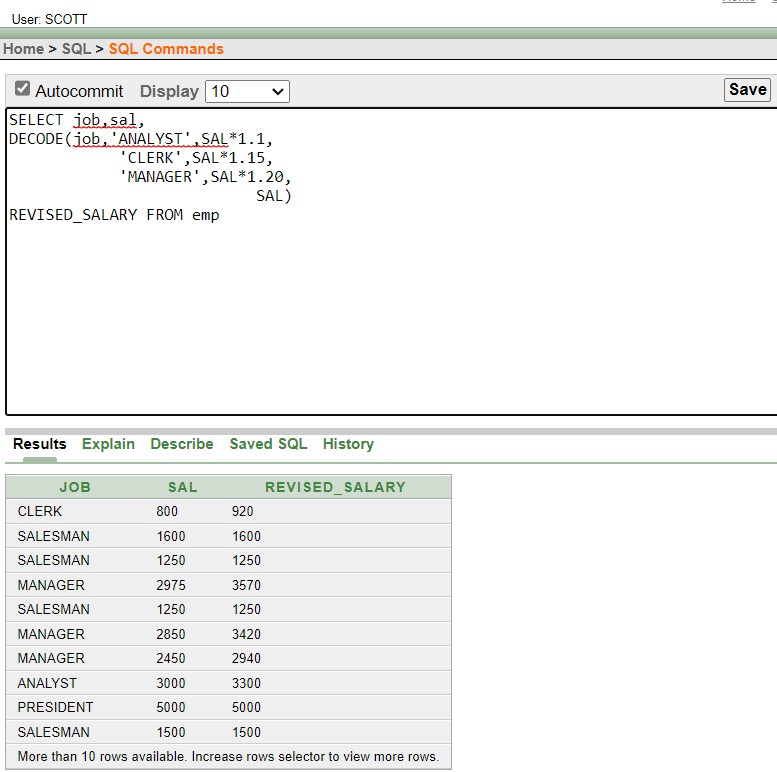 User: SCOTT
Home > SQL > SQL Commands
Autocommit Display 10 Save
SELECT job,sal,
DECODE(job,'ANALYST',SAL*1.1,
'CLERK',SAL*1.15,
'MANAGER',SAL*1.20,
SAL)
REVISED_SALARY FROM emp
Results Explain Describe Saved SQL History
JOB SAL REVISED_SALARY
CLERK 800 920
SALESMAN 1600 1600
SALESMAN 1250 1250
MANAGER 2975 3570
SALESMAN 1250 1250
MANAGER 2850 3420
MANAGER 2450 2940
ANALYST 3000 3300
PRESIDENT 5000 5000
SALESMAN 1500 1500
More than 10 rows available. Increase rows selector to view more rows.